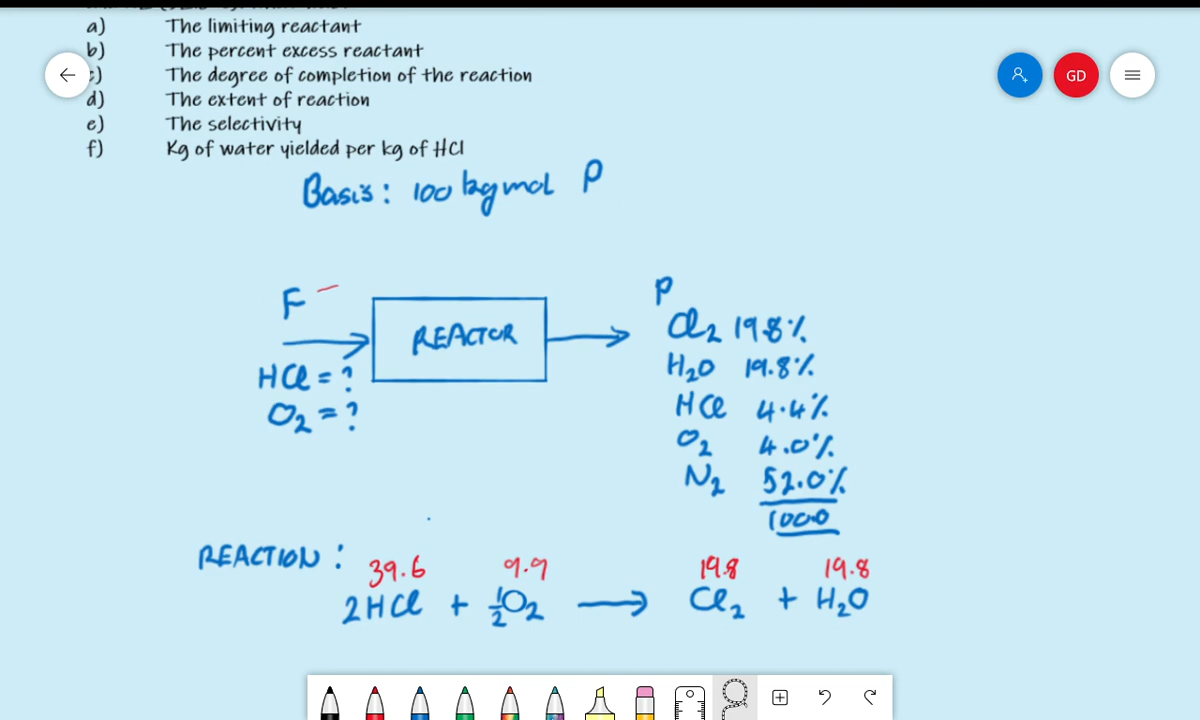 a) The limiting reactant
b) The percent excess reactant
c) The degree of completion of the reaction
d) The extent of reaction
e) The selectivity
f) Kg of water yielded per kg of HCl
Basis: 100 kgmol P
GD
F
REACTOR
HCl = ?
O2 = ?
P
Cl2 19.8%
H2O 19.8%
HCl 4.4%
O2 4.0%
N2 52.0%
100.0
REACTION:
39.6 9.9 19.8 19.8
2HCl + 1/2 O2 → Cl2 + H2O